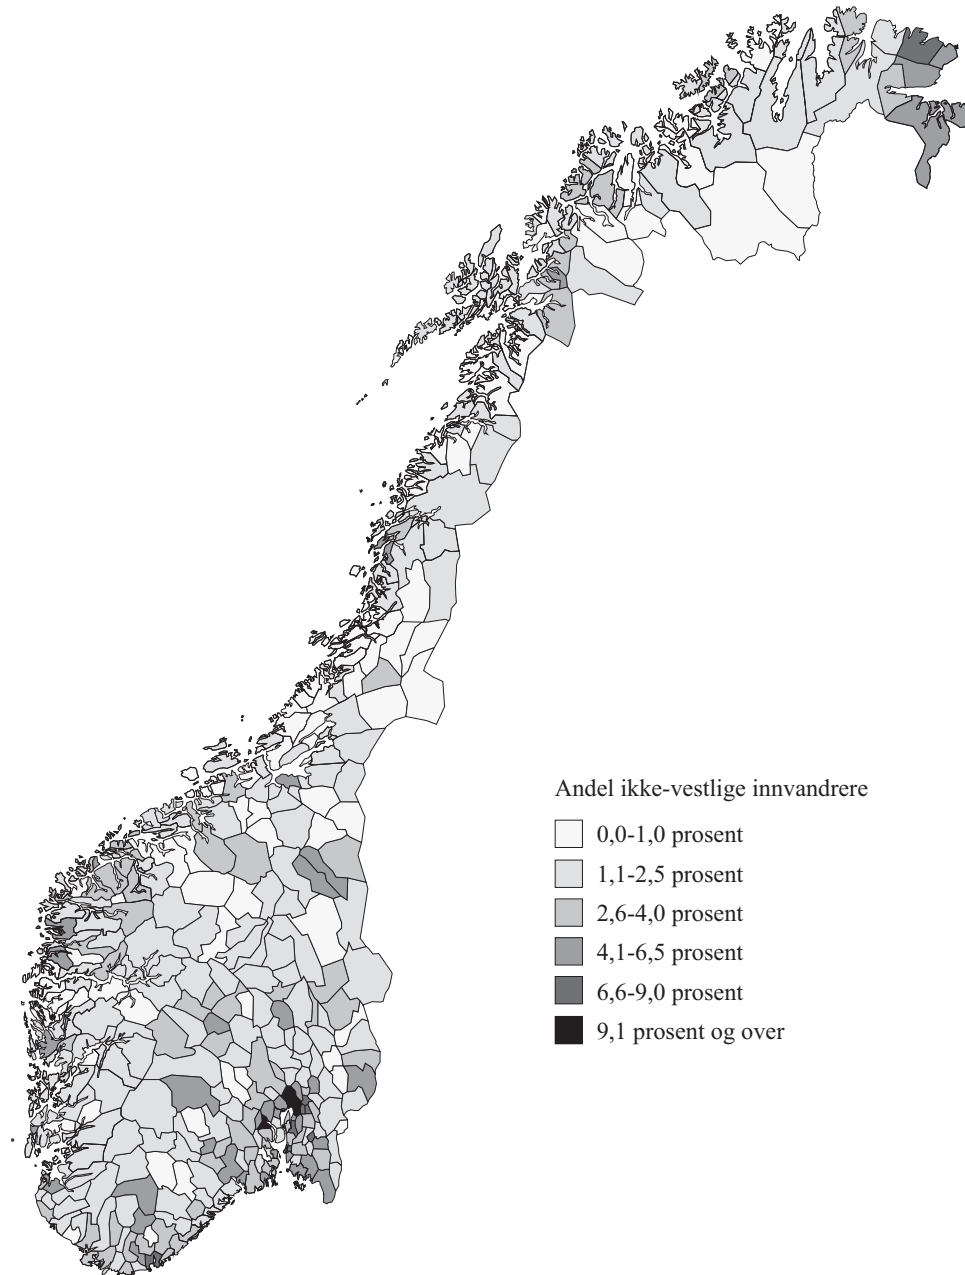 Andel ikke-vestlige innvandrere
0,0-1,0 prosent
1,1-2,5 prosent
2,6-4,0 prosent
4,1-6,5 prosent
6,6-9,0 prosent
9,1 prosent og over